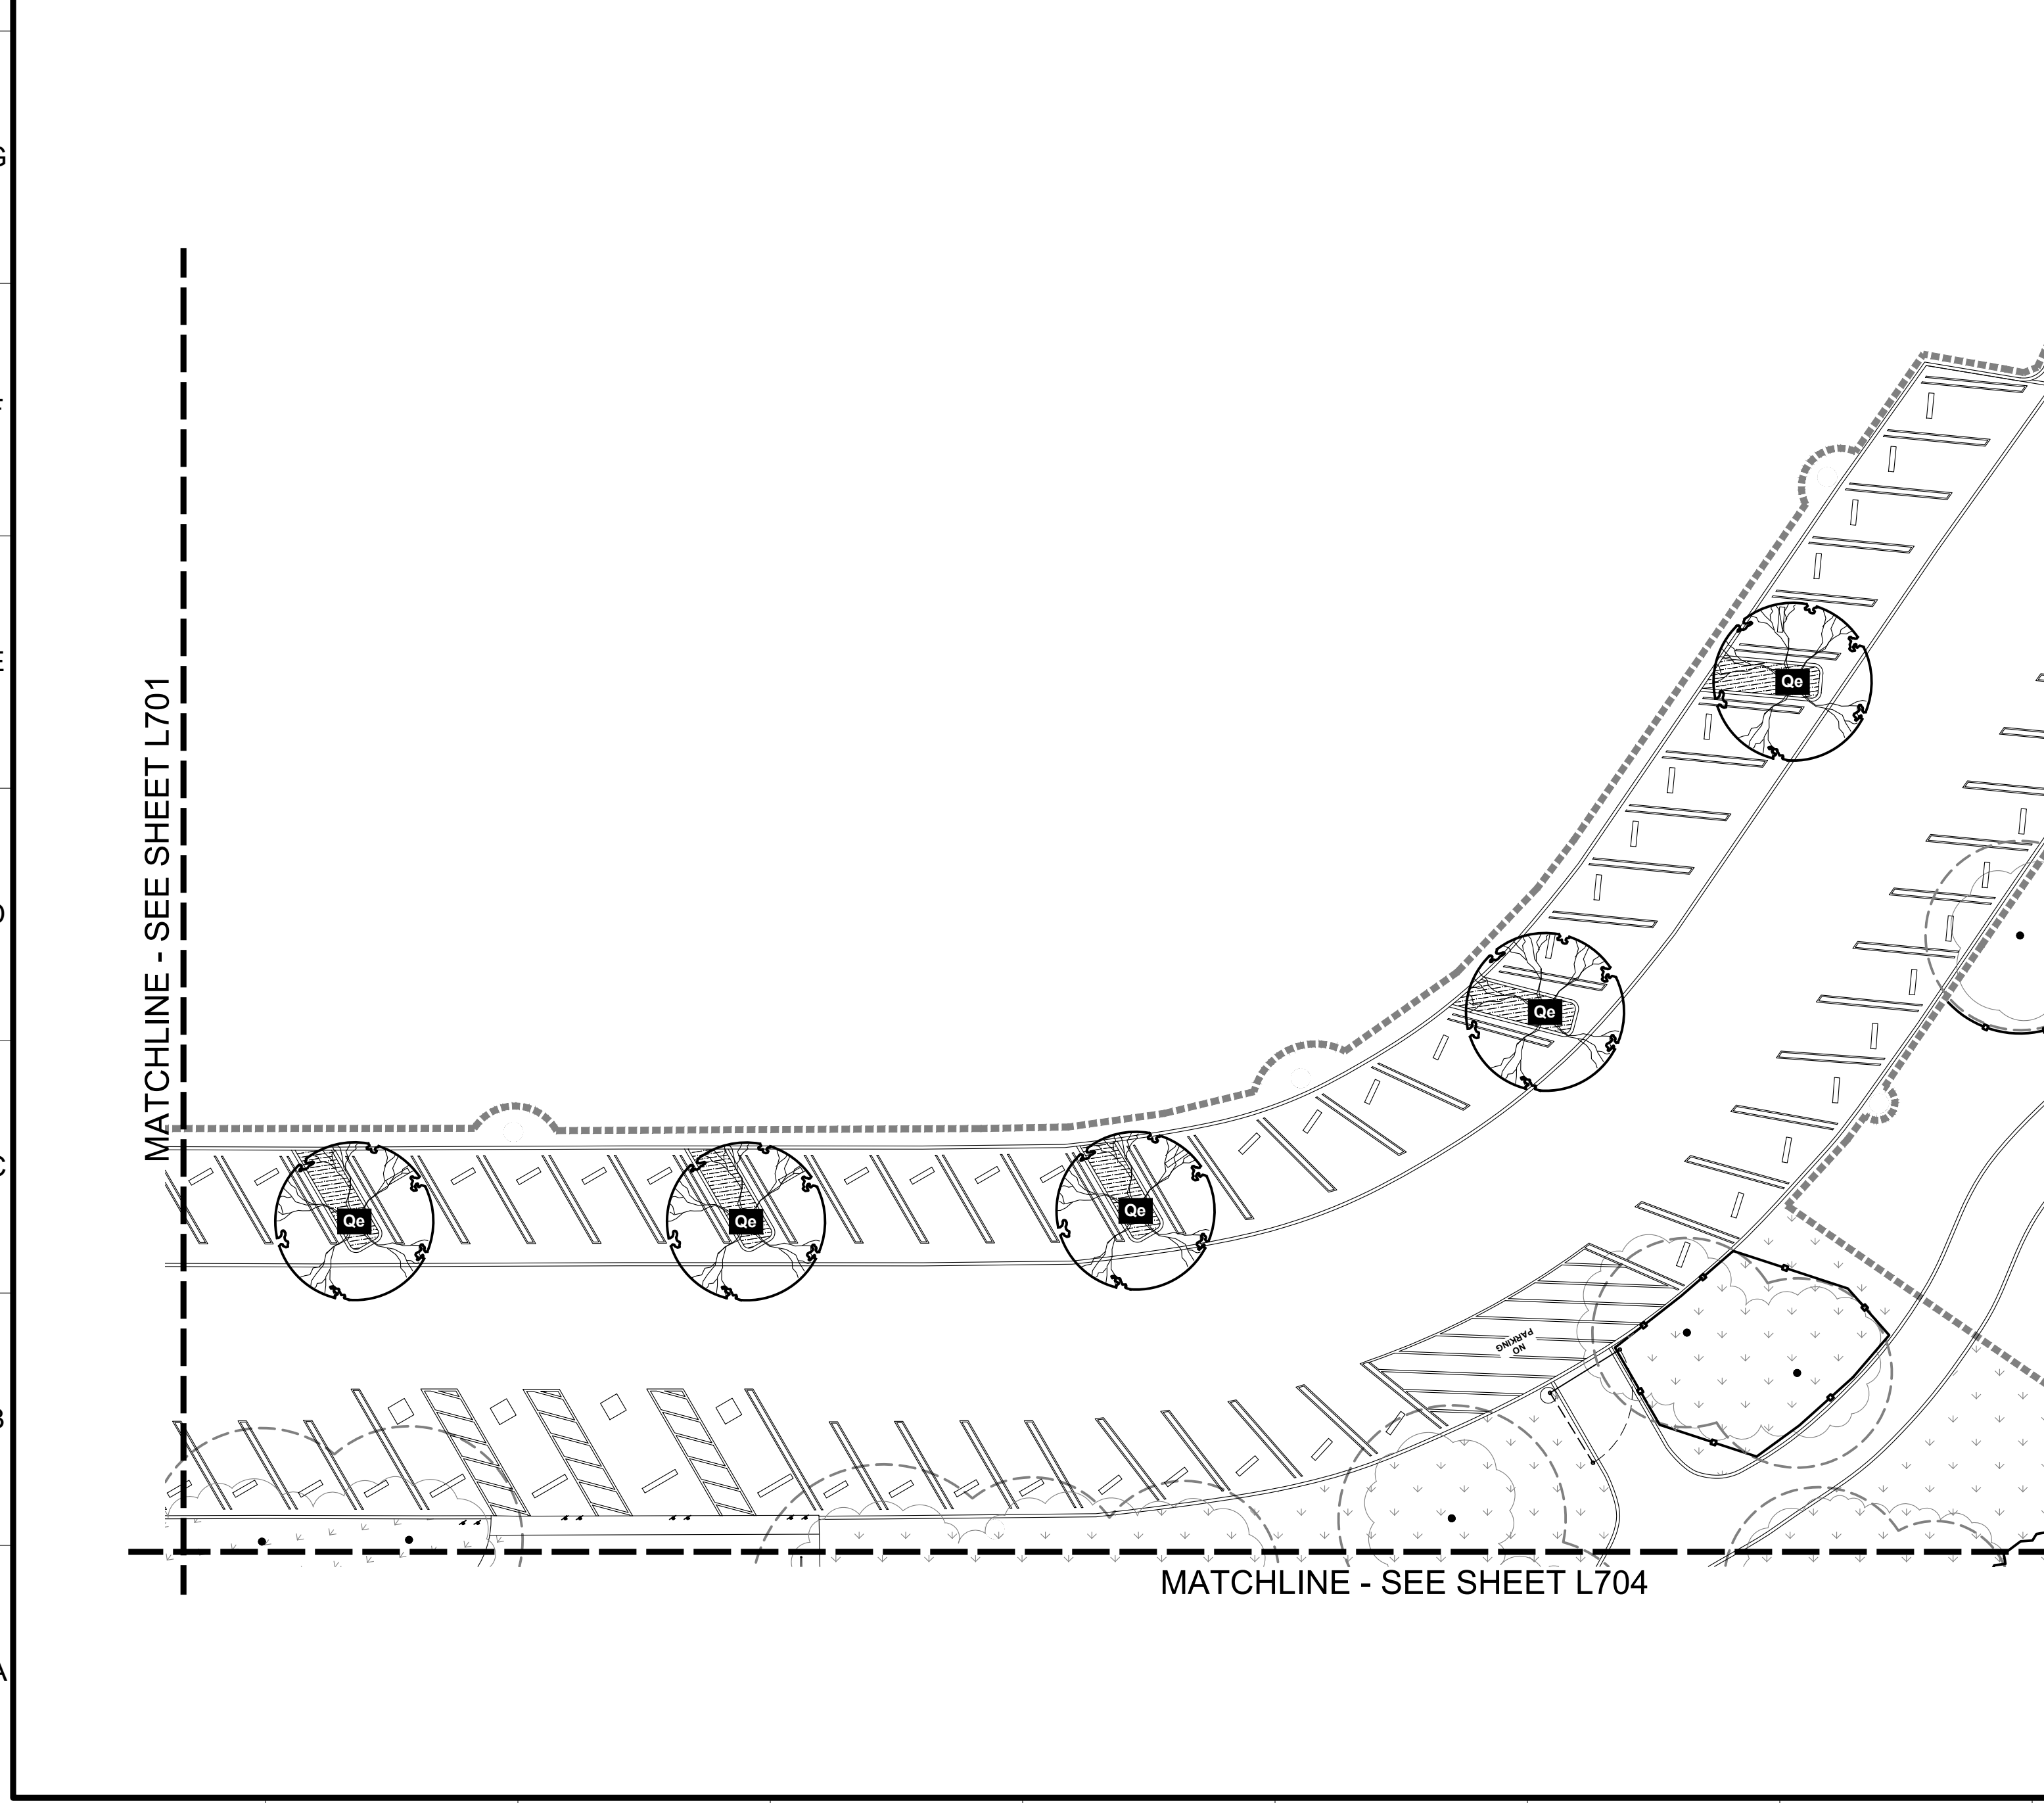 G
F
E
D
C
B
A
MATCHLINE - SEE SHEET L701
Qe
Qe
Qe
Qe
Qe
NO
PARKING
MATCHLINE - SEE SHEET L704